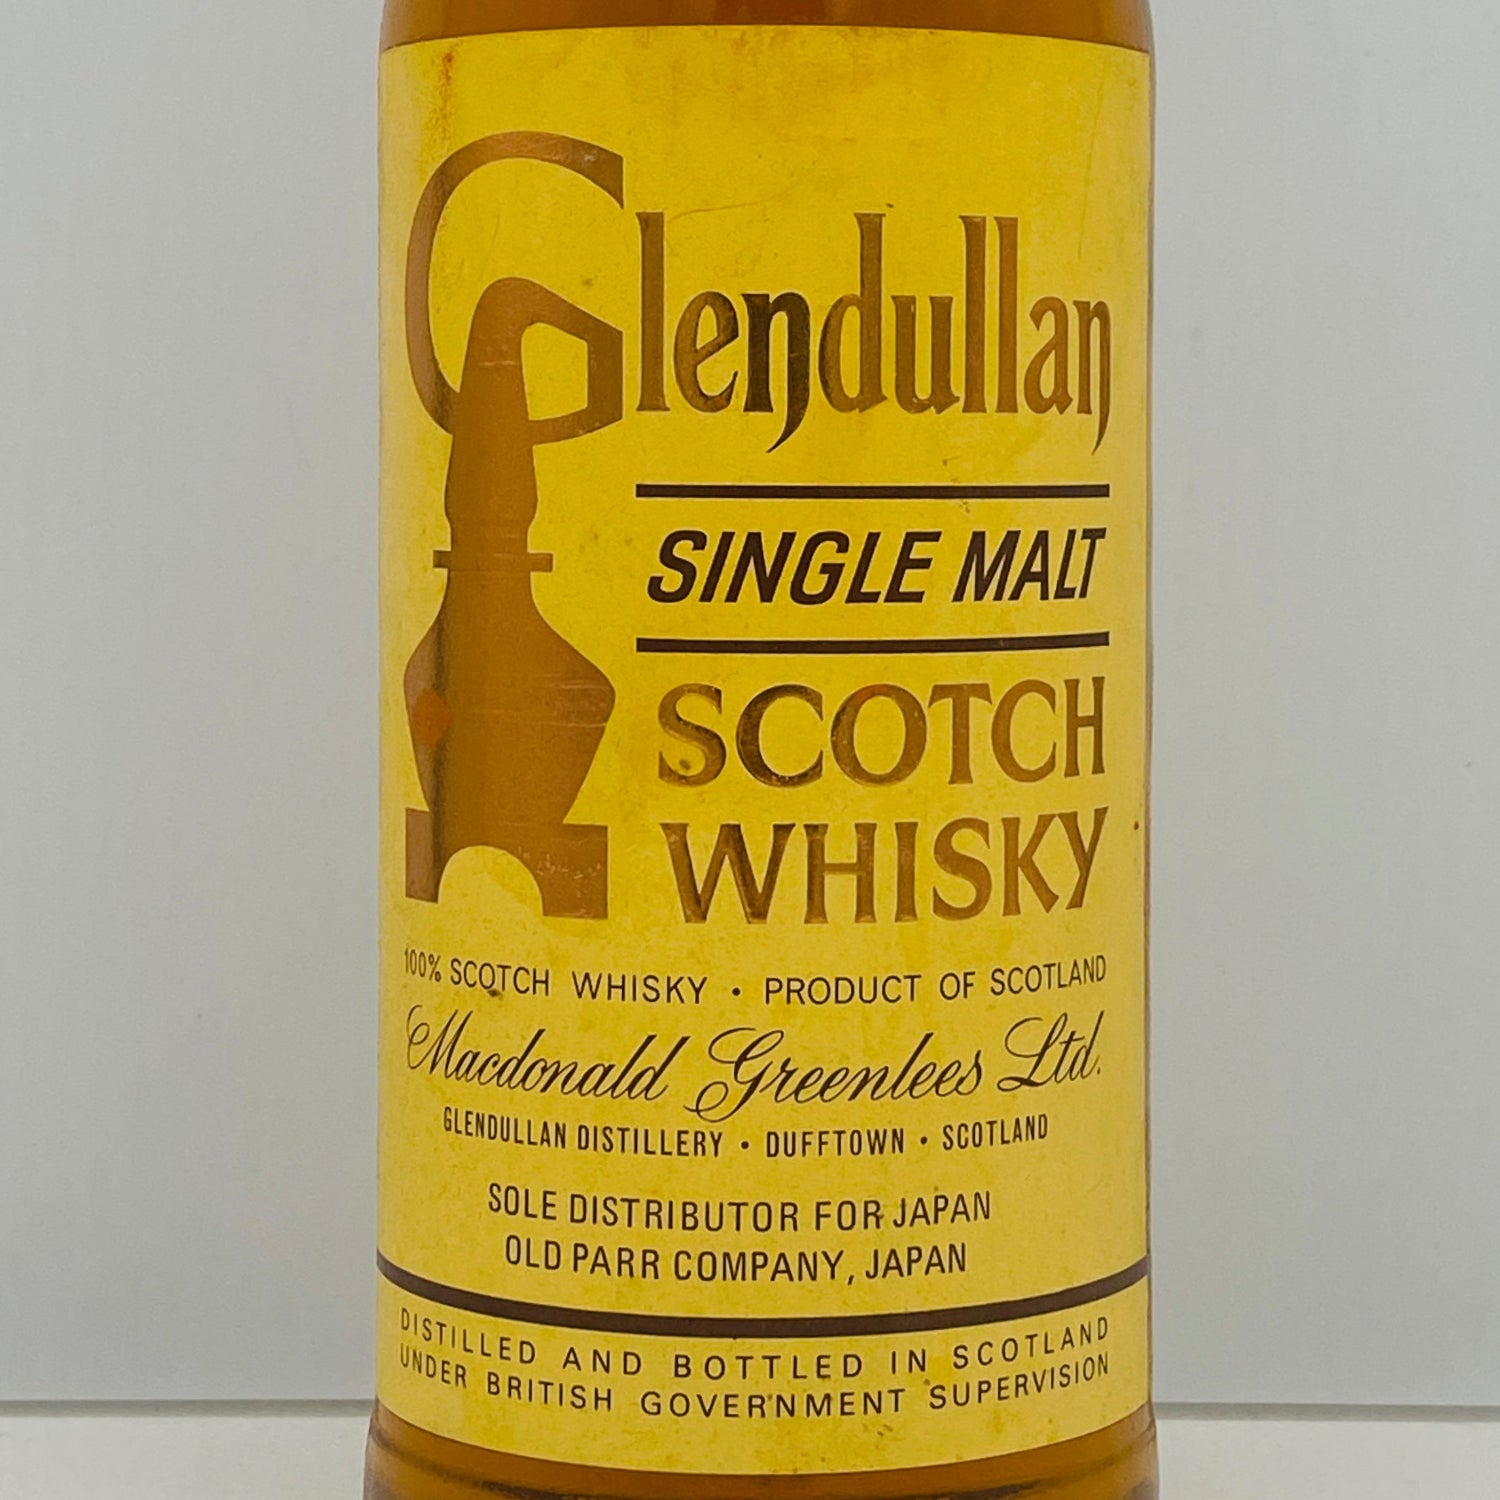 Glendullan
SINGLE MALT
SCOTCH
WHISKY
100% SCOTCH WHISKY • PRODUCT OF SCOTLAND
Macdonald Greenlees Ltd.
GLENDULLAN DISTILLERY • DUFFTOWN • SCOTLAND
SOLE DISTRIBUTOR FOR JAPAN
OLD PARR COMPANY, JAPAN
DISTILLED AND BOTTLED IN SCOTLAND
UNDER BRITISH GOVERNMENT SUPERVISION